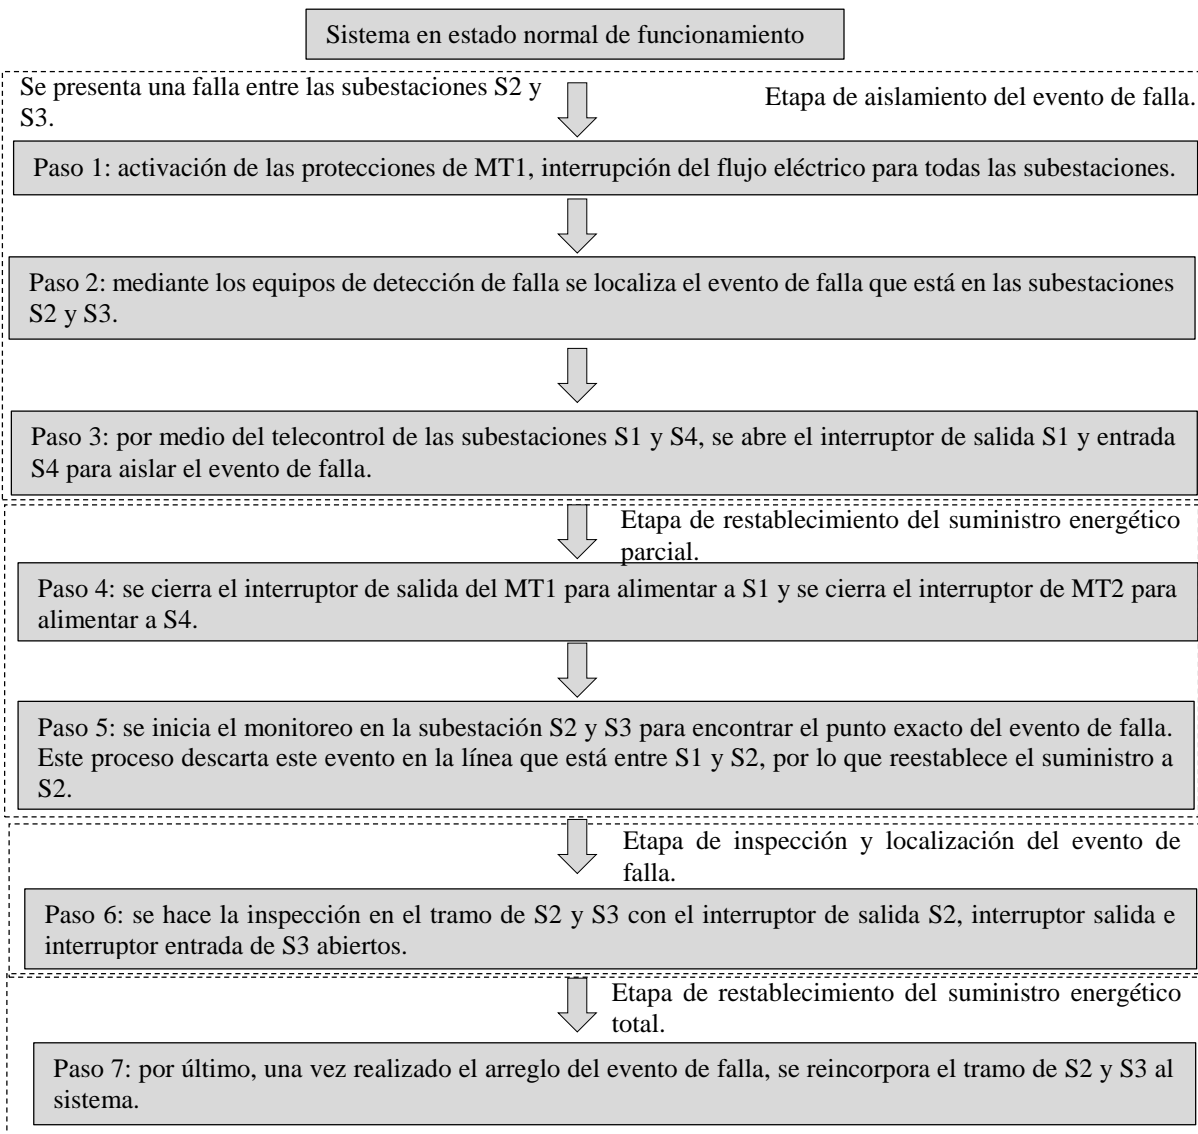 Sistema en estado normal de funcionamiento
Se presenta una falla entre las subestaciones S2 y
S3.
Etapa de aislamiento del evento de falla.
Paso 1: activación de las protecciones de MT1, interrupción del flujo eléctrico para todas las subestaciones.
Paso 2: mediante los equipos de detección de falla se localiza el evento de falla que está en las subestaciones
S2 y S3.
Paso 3: por medio del telecontrol de las subestaciones S1 y S4, se abre el interruptor de salida S1 y entrada
S4 para aislar el evento de falla.
Etapa de restablecimiento del suministro energético
parcial.
Paso 4: se cierra el interruptor de salida del MT1 para alimentar a S1 y se cierra el interruptor de MT2 para
alimentar a S4.
Paso 5: se inicia el monitoreo en la subestación S2 y S3 para encontrar el punto exacto del evento de falla.
Este proceso descarta este evento en la línea que está entre S1 y S2, por lo que reestablece el suministro a
S2.
Etapa de inspección y localización del evento de
falla.
Paso 6: se hace la inspección en el tramo de S2 y S3 con el interruptor de salida S2, interruptor salida e
interruptor entrada de S3 abiertos.
Etapa de restablecimiento del suministro energético
total.
Paso 7: por último, una vez realizado el arreglo del evento de falla, se reincorpora el tramo de S2 y S3 al
sistema.